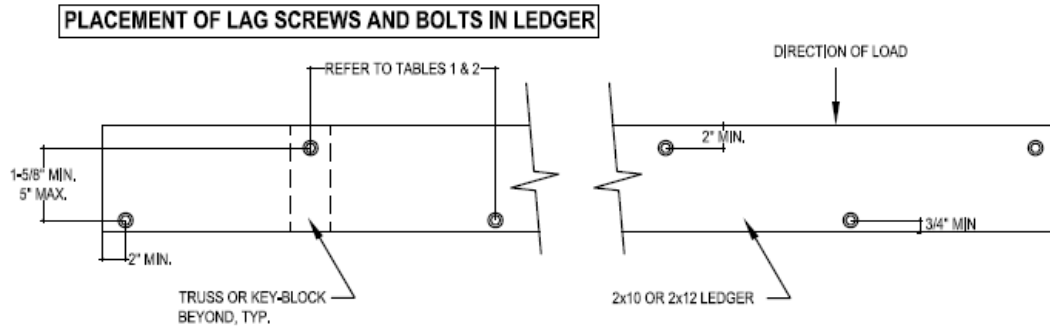 PLACEMENT OF LAG SCREWS AND BOLTS IN LEDGER
DIRECTION OF LOAD
REFER TO TABLES 1 & 2
2" MIN.
1-5/8" MIN.
5" MAX.
3/4" MIN
2" MIN.
TRUSS OR KEY-BLOCK
BEYOND, TYP.
2x10 OR 2x12 LEDGER